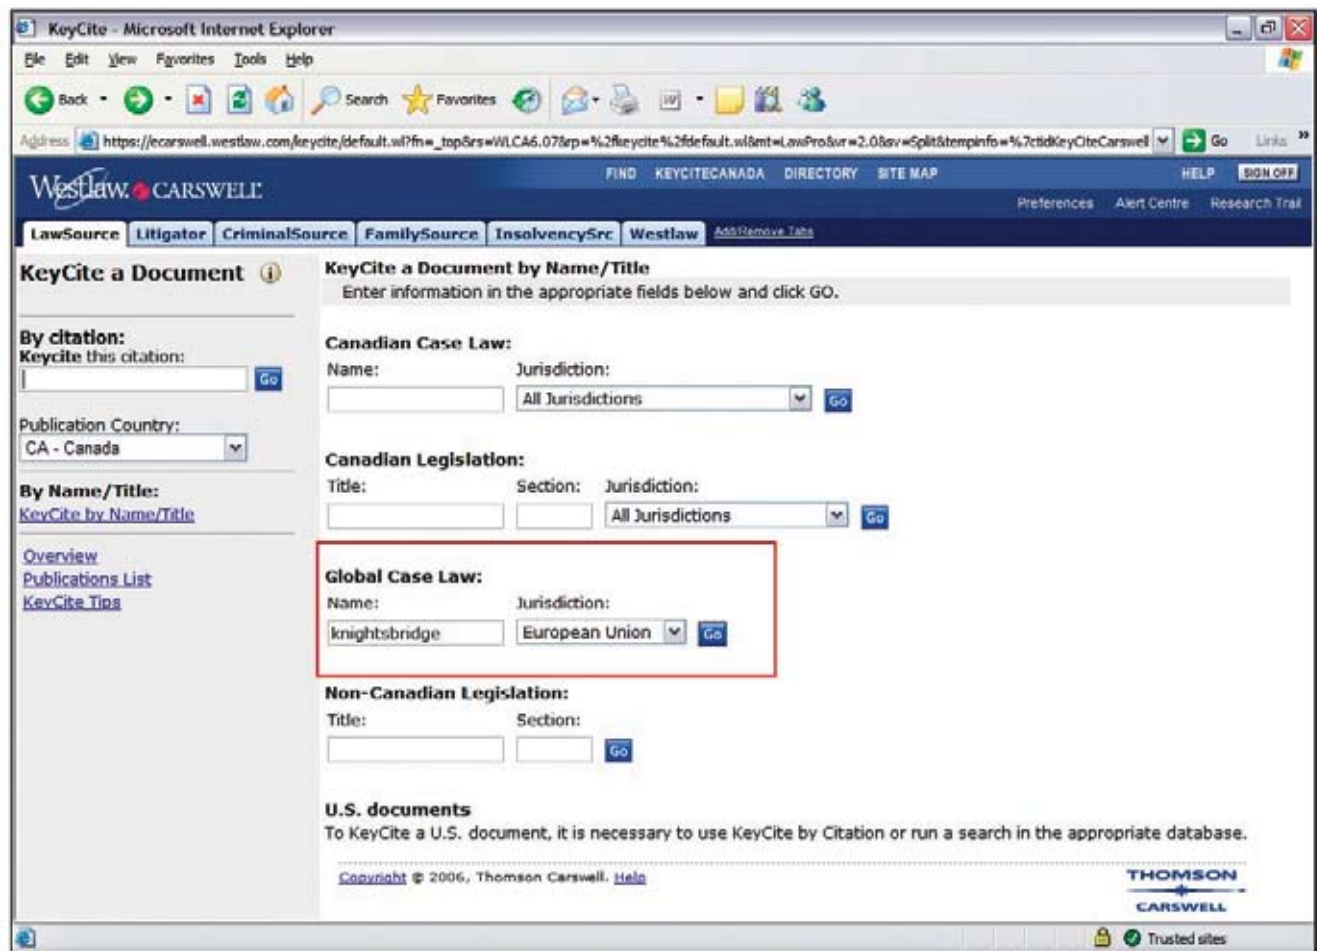 KeyCite - Microsoft Internet Explorer
File Edit View Favorites Tools Help
Back Search Favorites
Address https://ecarswell.westlaw.com/keycite/default.wl?fn=_top&rs=WLCA6.07&rp=%2fkeycite%2fdefault.wl&mt=LawPro&vr=2.0&sv=Split&tempinfo=%7ctidKeyCiteCarswell Go Links »
FIND KEYCITECANADA DIRECTORY SITE MAP HELP SIGN OFF
Westlaw. CARSWELL
Preferences Alert Centre Research Trail
LawSource Litigator CriminalSource FamilySource InsolvencySrc Westlaw Add/Remove Tabs
KeyCite a Document
By citation:
Keycite this citation:
Go
Publication Country:
CA - Canada
By Name/Title:
KeyCite by Name/Title
Overview
Publications List
KeyCite Tips
KeyCite a Document by Name/Title
Enter information in the appropriate fields below and click GO.
Canadian Case Law:
Name: Jurisdiction:
All Jurisdictions Go
Canadian Legislation:
Title: Section: Jurisdiction:
All Jurisdictions Go
Global Case Law:
Name: Jurisdiction:
knightsbridge European Union Go
Non-Canadian Legislation:
Title: Section:
Go
U.S. documents
To KeyCite a U.S. document, it is necessary to use KeyCite by Citation or run a search in the appropriate database.
Copyright © 2006, Thomson Carswell. Help
THOMSON
CARSWELL
Trusted sites